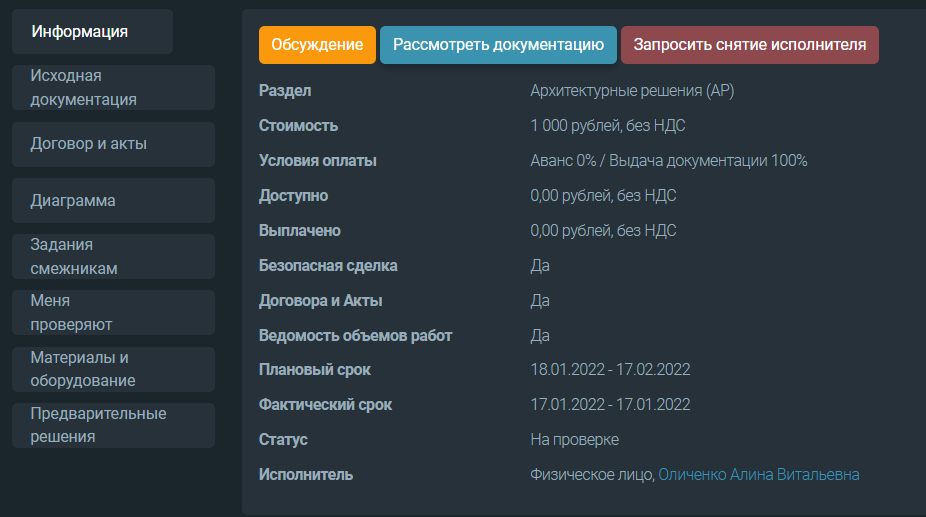 Информация
Исходная
документация
Договор и акты
Диаграмма
Задания
смежникам
Меня
проверяют
Материалы и
оборудование
Предварительные
решения
Обсуждение Рассмотреть документацию Запросить снятие исполнителя
Раздел Архитектурные решения (АР)
Стоимость 1 000 рублей, без НДС
Условия оплаты Аванс 0% / Выдача документации 100%
Доступно 0,00 рублей, без НДС
Выплачено 0,00 рублей, без НДС
Безопасная сделка Да
Договора и Акты Да
Ведомость объемов работ Да
Плановый срок 18.01.2022 - 17.02.2022
Фактический срок 17.01.2022 - 17.01.2022
Статус На проверке
Исполнитель Физическое лицо, Оличенко Алина Витальевна